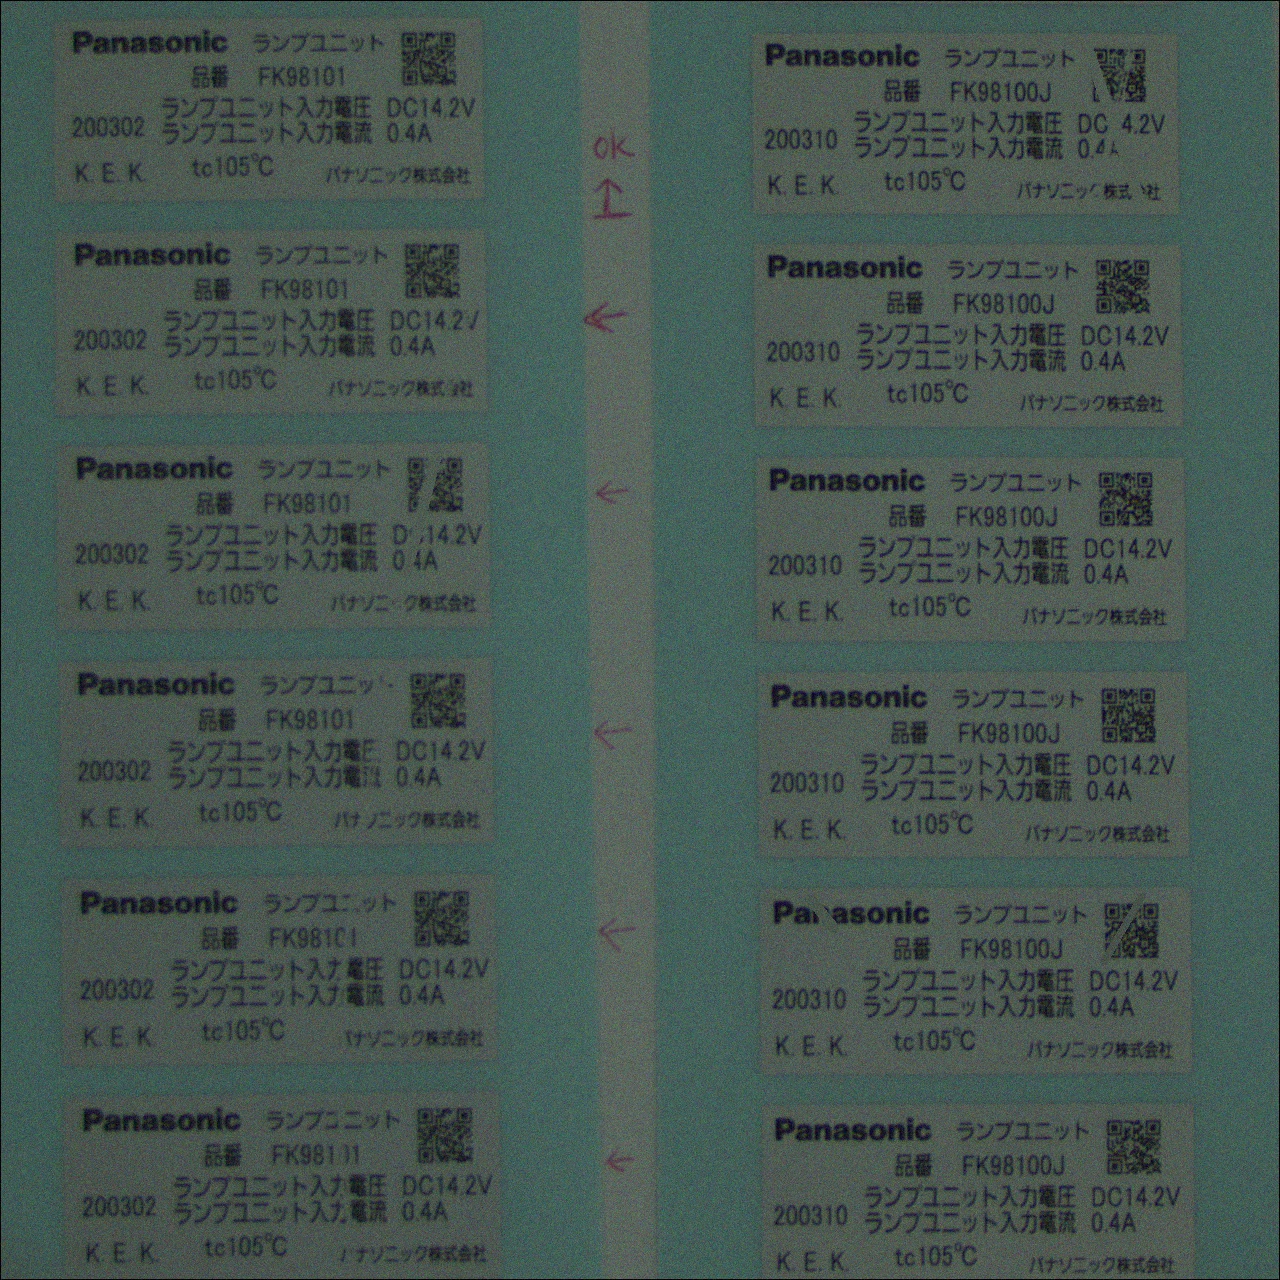 Panasonic ランプユニット
品番 FK98101
ランプユニット入力電圧 DC14.2V
200302 ランプユニット入力電流 0.4A
K. E. K. tc105℃ パナソニック株式会社
Panasonic ランプユニット
品番 FK98101
ランプユニット入力電圧 DC14.2V
200302 ランプユニット入力電流 0.4A
K. E. K. tc105℃ パナソニック株式会社
Panasonic ランプユニット
品番 FK98101
ランプユニット入力電圧 D 14.2V
200302 ランプユニット入力電流 0.4A
K. E. K. tc105℃ パナソニック株式会社
Panasonic ランプユニッ
品番 FK98101
ランプユニット入力電圧 DC14.2V
200302 ランプユニット入力電流 0.4A
K. E. K. tc105℃ パナソニック株式会社
Panasonic ランプユニット
品番 FK98101
ランプユニット入力電圧 DC14.2V
200302 ランプユニット入力電流 0.4A
K. E. K. tc105℃ パナソニック株式会社
Panasonic ランプユニット
品番 FK98101
ランプユニット入力電圧 DC14.2V
200302 ランプユニット入力電流 0.4A
K. E. K. tc105℃ パナソニック株式会社
OK
↑
←
←
←
←
←
Panasonic ランプユニット
品番 FK98100J
ランプユニット入力電圧 DC 4.2V
200310 ランプユニット入力電流 0.4A
K. E. K. tc105℃ パナソニック株式 社
Panasonic ランプユニット
品番 FK98100J
ランプユニット入力電圧 DC14.2V
200310 ランプユニット入力電流 0.4A
K. E. K. tc105℃ パナソニック株式会社
Panasonic ランプユニット
品番 FK98100J
ランプユニット入力電圧 DC14.2V
200310 ランプユニット入力電流 0.4A
K. E. K. tc105℃ パナソニック株式会社
Panasonic ランプユニット
品番 FK98100J
ランプユニット入力電圧 DC14.2V
200310 ランプユニット入力電流 0.4A
K. E. K. tc105℃ パナソニック株式会社
Panasonic ランプユニット
品番 FK98100J
ランプユニット入力電圧 DC14.2V
200310 ランプユニット入力電流 0.4A
K. E. K. tc105℃ パナソニック株式会社
Panasonic ランプユニット
品番 FK98100J
ランプユニット入力電圧 DC14.2V
200310 ランプユニット入力電流 0.4A
K. E. K. tc105℃ パナソニック株式会社